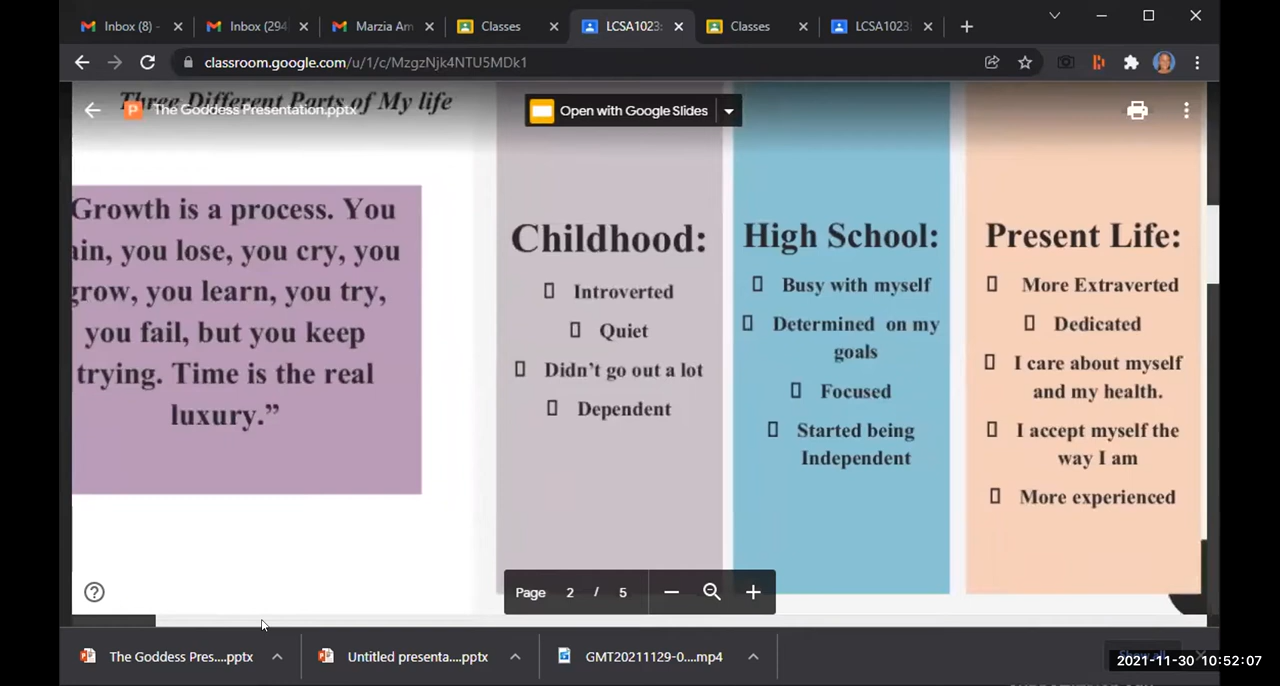 Inbox (8) -
Inbox (294
Marzia Am
Classes
LCSA1023:
Classes
LCSA1023:
classroom.google.com/u/1/c/MzgzNjk4NTU5MDk1
Three Different Parts of My life
The Goddess Presentation.pptx
Open with Google Slides
Growth is a process. You
ain, you lose, you cry, you
grow, you learn, you try,
you fail, but you keep
trying. Time is the real
luxury.”
Childhood:
Introverted
Quiet
Didn’t go out a lot
Dependent
High School:
Busy with myself
Determined on my
goals
Focused
Started being
Independent
Present Life:
More Extraverted
Dedicated
I care about myself
and my health.
I accept myself the
way I am
More experienced
Page 2 / 5
The Goddess Pres....pptx
Untitled presenta....pptx
GMT20211129-0....mp4
2021-11-30 10:52:07